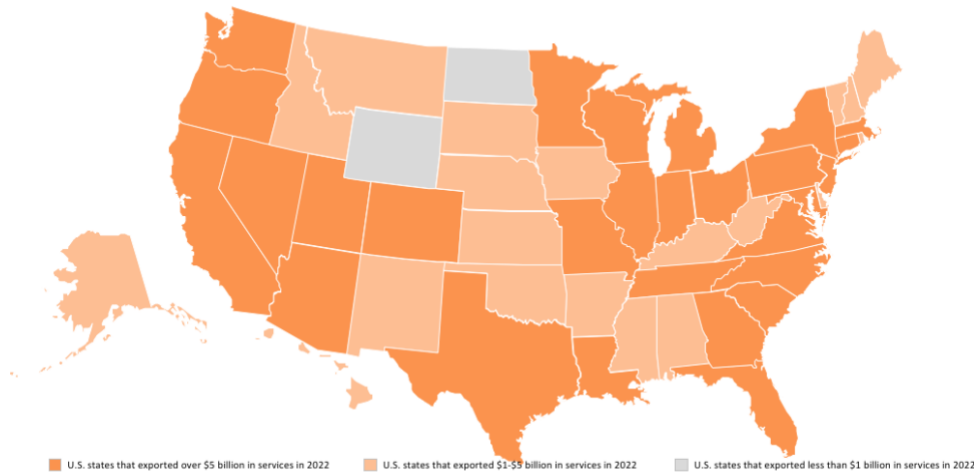 U.S. states that exported over $5 billion in services in 2022
U.S. states that exported $1-$5 billion in services in 2022
U.S. states that exported less than $1 billion in services in 2022